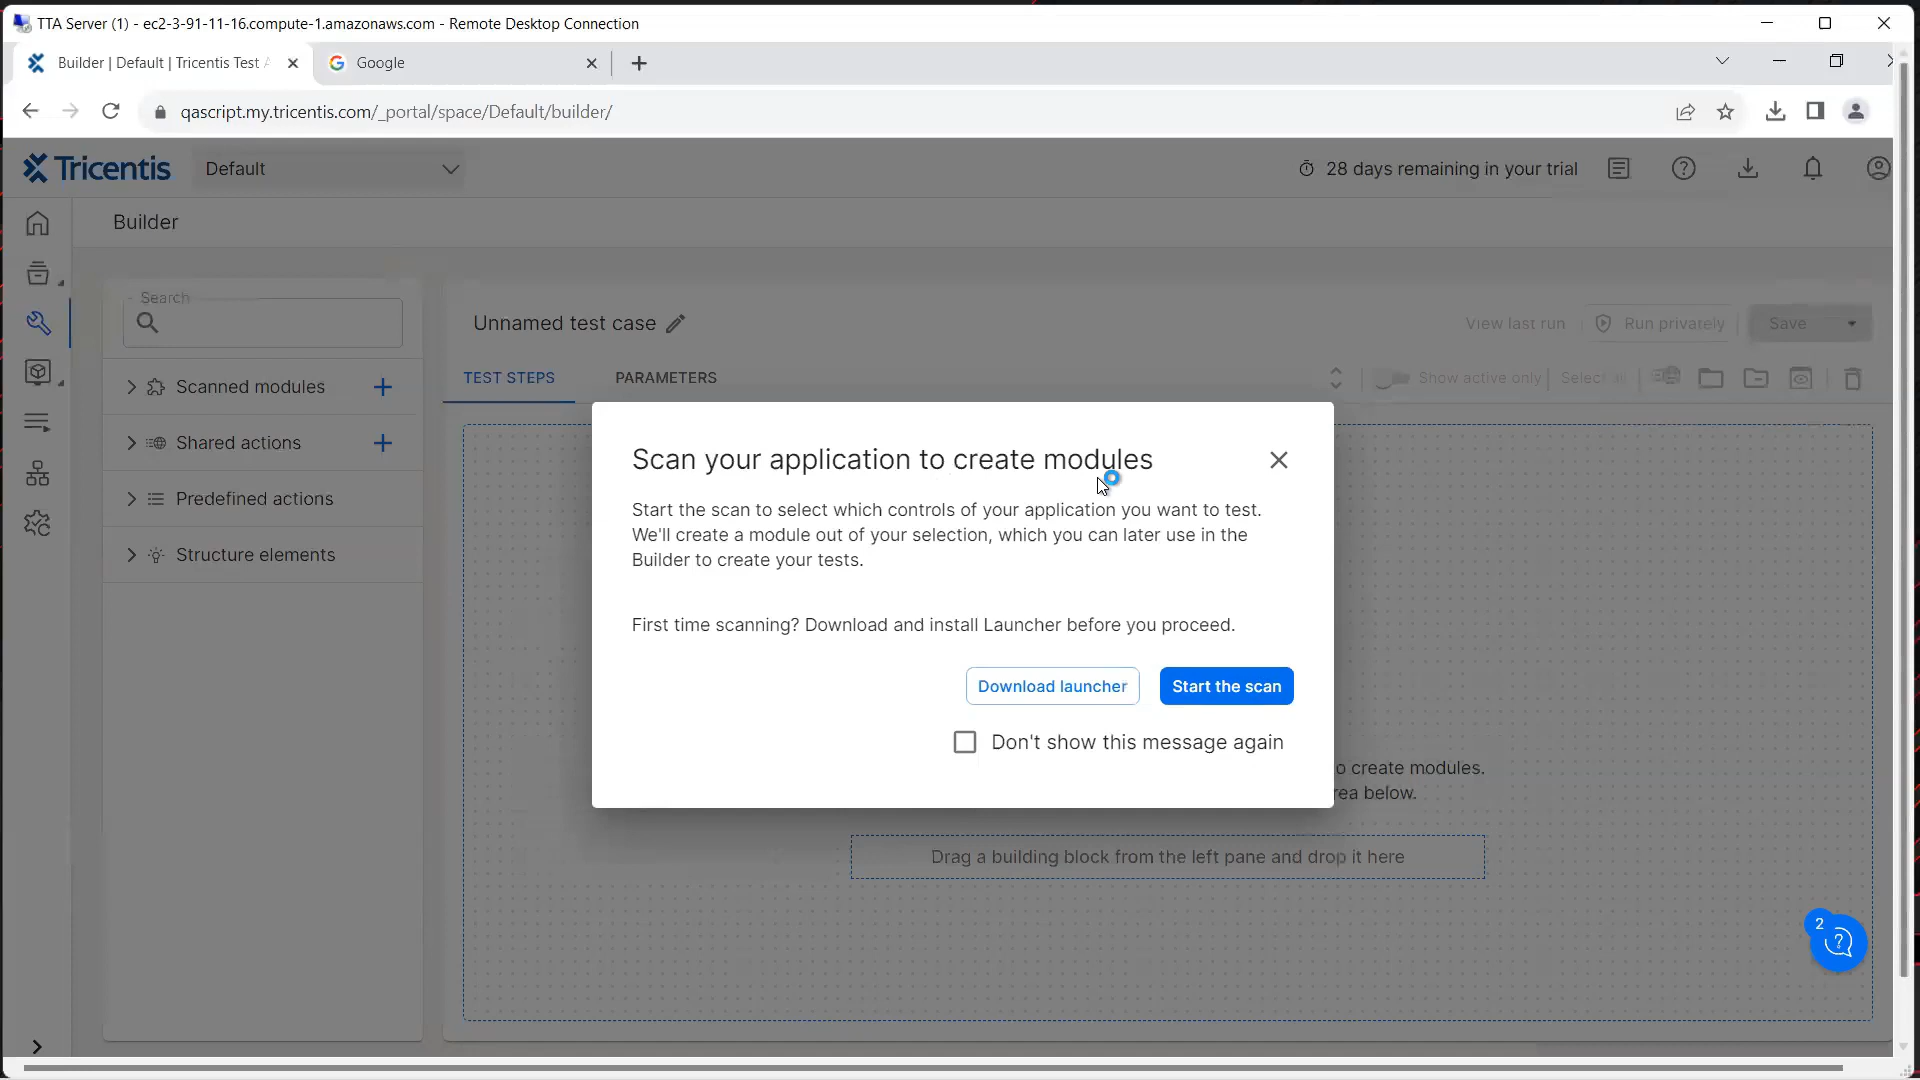 TTA Server (1) - ec2-3-91-11-16.compute-1.amazonaws.com - Remote Desktop Connection
Builder | Default | Tricentis Test
Google
qascript.my.tricentis.com/_portal/space/Default/builder/
Tricentis
Default
28 days remaining in your trial
Builder
Search
Unnamed test case
View last run
Run privately
Save
Scanned modules
TEST STEPS
PARAMETERS
Show active only
Select all
Shared actions
Predefined actions
Structure elements
Scan your application to create modules
Start the scan to select which controls of your application you want to test.
We'll create a module out of your selection, which you can later use in the
Builder to create your tests.
First time scanning? Download and install Launcher before you proceed.
Download launcher
Start the scan
Don't show this message again
o create modules.
rea below.
Drag a building block from the left pane and drop it here
2